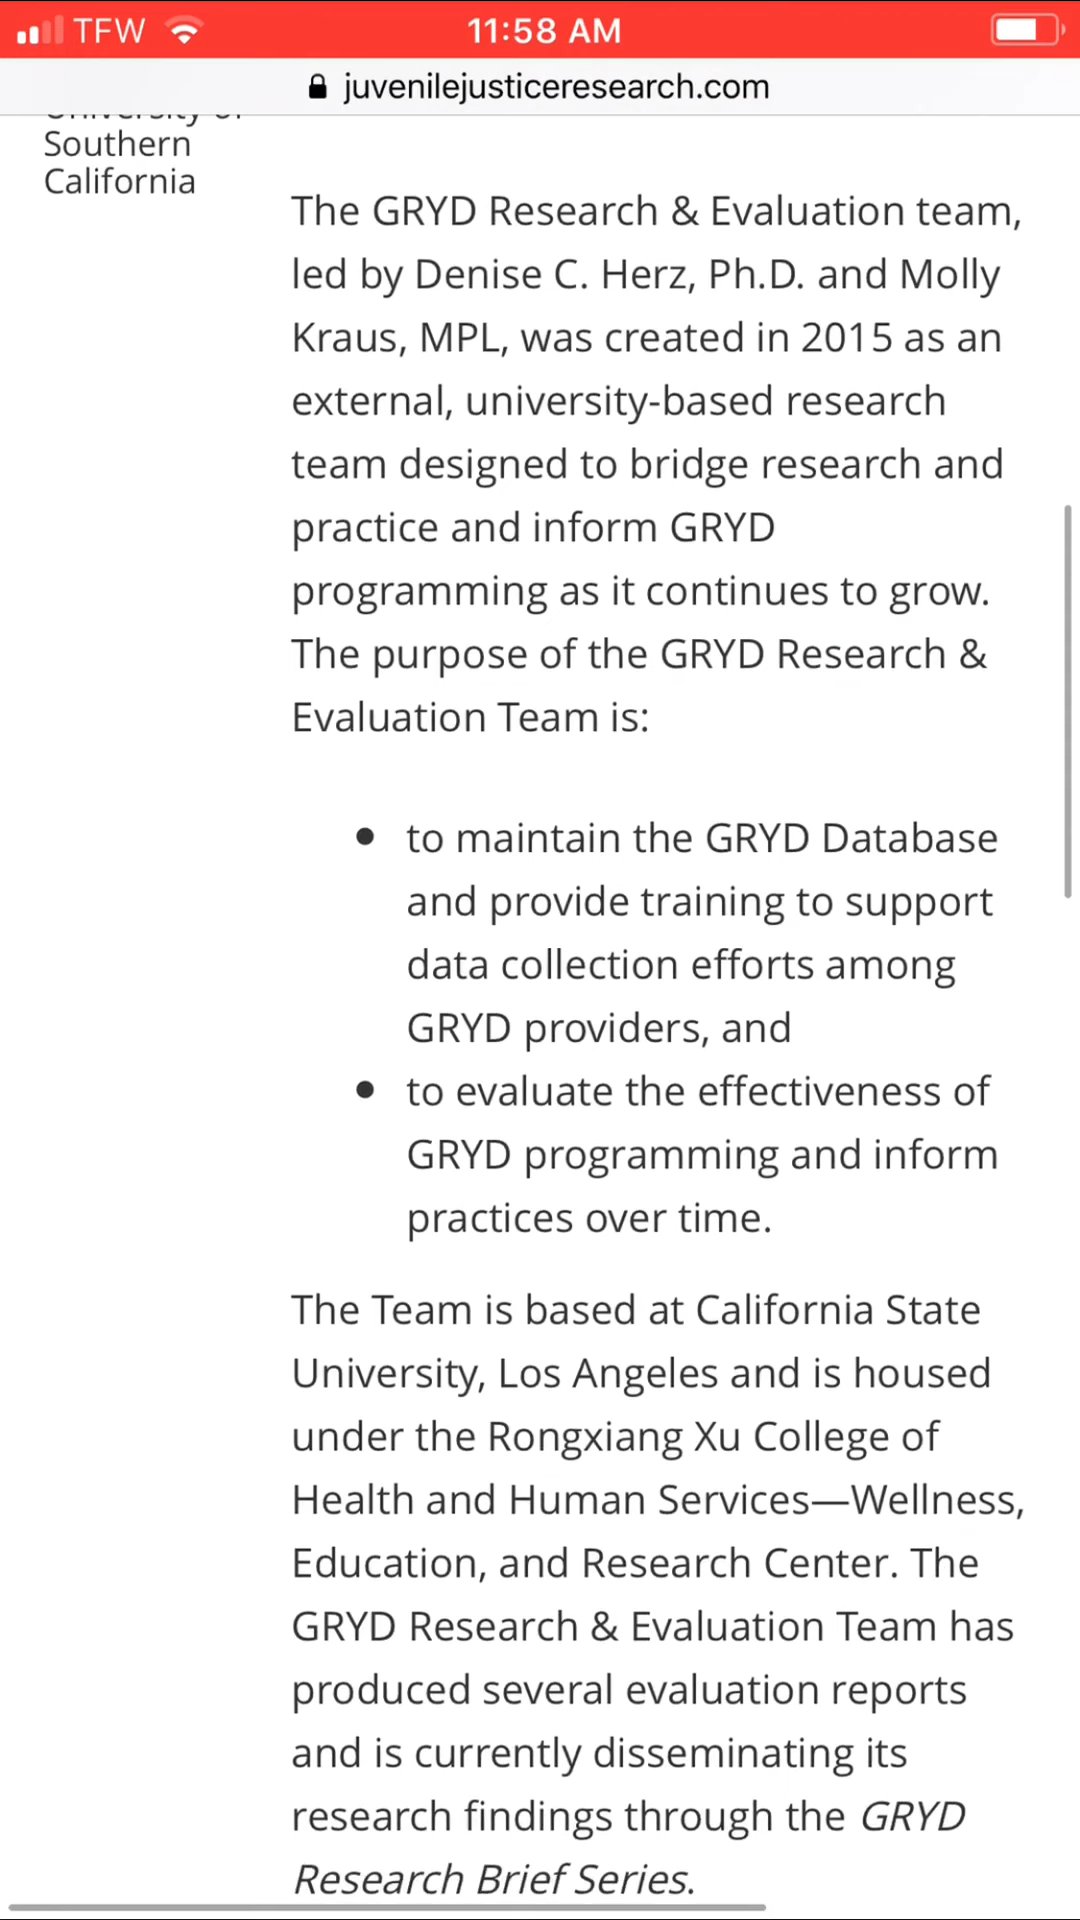 TFW
11:58 AM
juvenilejusticeresearch.com
University of
Southern
California
The GRYD Research & Evaluation team,
led by Denise C. Herz, Ph.D. and Molly
Kraus, MPL, was created in 2015 as an
external, university-based research
team designed to bridge research and
practice and inform GRYD
programming as it continues to grow.
The purpose of the GRYD Research &
Evaluation Team is:
• to maintain the GRYD Database
and provide training to support
data collection efforts among
GRYD providers, and
• to evaluate the effectiveness of
GRYD programming and inform
practices over time.
The Team is based at California State
University, Los Angeles and is housed
under the Rongxiang Xu College of
Health and Human Services—Wellness,
Education, and Research Center. The
GRYD Research & Evaluation Team has
produced several evaluation reports
and is currently disseminating its
research findings through the GRYD
Research Brief Series.